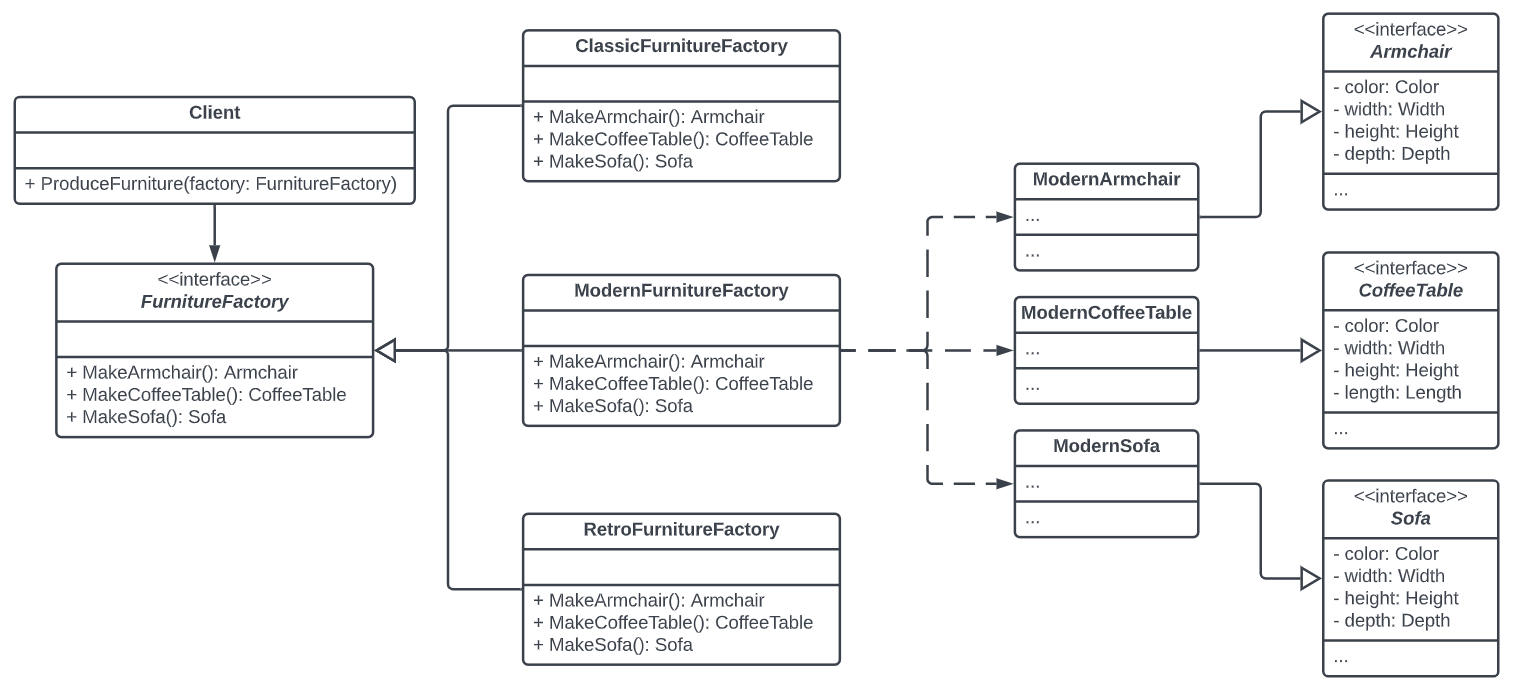 Client
+ ProduceFurniture(factory: FurnitureFactory)
<<interface>>
FurnitureFactory
+ MakeArmchair(): Armchair
+ MakeCoffeeTable(): CoffeeTable
+ MakeSofa(): Sofa
ClassicFurnitureFactory
+ MakeArmchair(): Armchair
+ MakeCoffeeTable(): CoffeeTable
+ MakeSofa(): Sofa
ModernFurnitureFactory
+ MakeArmchair(): Armchair
+ MakeCoffeeTable(): CoffeeTable
+ MakeSofa(): Sofa
RetroFurnitureFactory
+ MakeArmchair(): Armchair
+ MakeCoffeeTable(): CoffeeTable
+ MakeSofa(): Sofa
ModernArmchair
...
...
ModernCoffeeTable
...
...
ModernSofa
...
...
<<interface>>
Armchair
- color: Color
- width: Width
- height: Height
- depth: Depth
...
<<interface>>
CoffeeTable
- color: Color
- width: Width
- height: Height
- length: Length
...
<<interface>>
Sofa
- color: Color
- width: Width
- height: Height
- depth: Depth
...